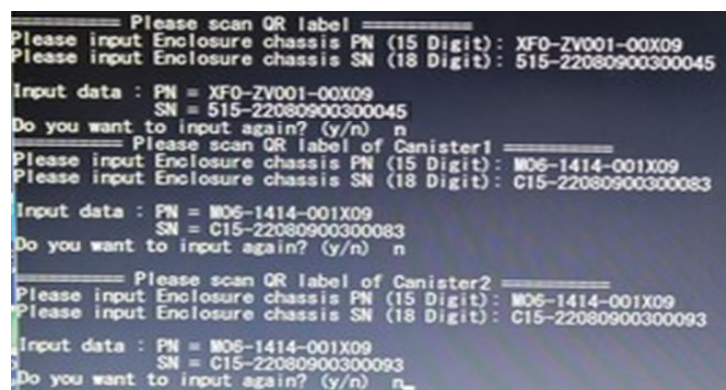 ========== Please scan QR label ==========
Please input Enclosure chassis PN (15 Digit): XF0-ZV001-00X09
Please input Enclosure chassis SN (18 Digit): 515-22080900300045
Input data : PN = XF0-ZV001-00X09
SN = 515-22080900300045
Do you want to input again? (y/n) n
========== Please scan QR label of Canister1 ==========
Please input Enclosure chassis PN (15 Digit): M06-1414-001X09
Please input Enclosure chassis SN (18 Digit): C15-22080900300083
Input data : PN = M06-1414-001X09
SN = C15-22080900300083
Do you want to input again? (y/n) n
========== Please scan QR label of Canister2 ==========
Please input Enclosure chassis PN (15 Digit): M06-1414-001X09
Please input Enclosure chassis SN (18 Digit): C15-22080900300093
Input data : PN = M06-1414-001X09
SN = C15-22080900300093
Do you want to input again? (y/n) n_